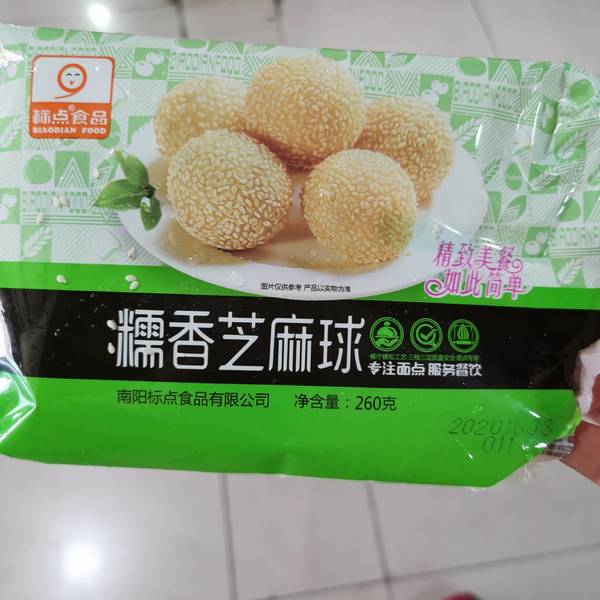 标点®食品
BIAODIAN FOOD
精致美餐
如此简单
图片仅供参考 产品以实物为准
糯香芝麻球
专注面点 服务餐饮
南阳标点食品有限公司 净含量：260克
011